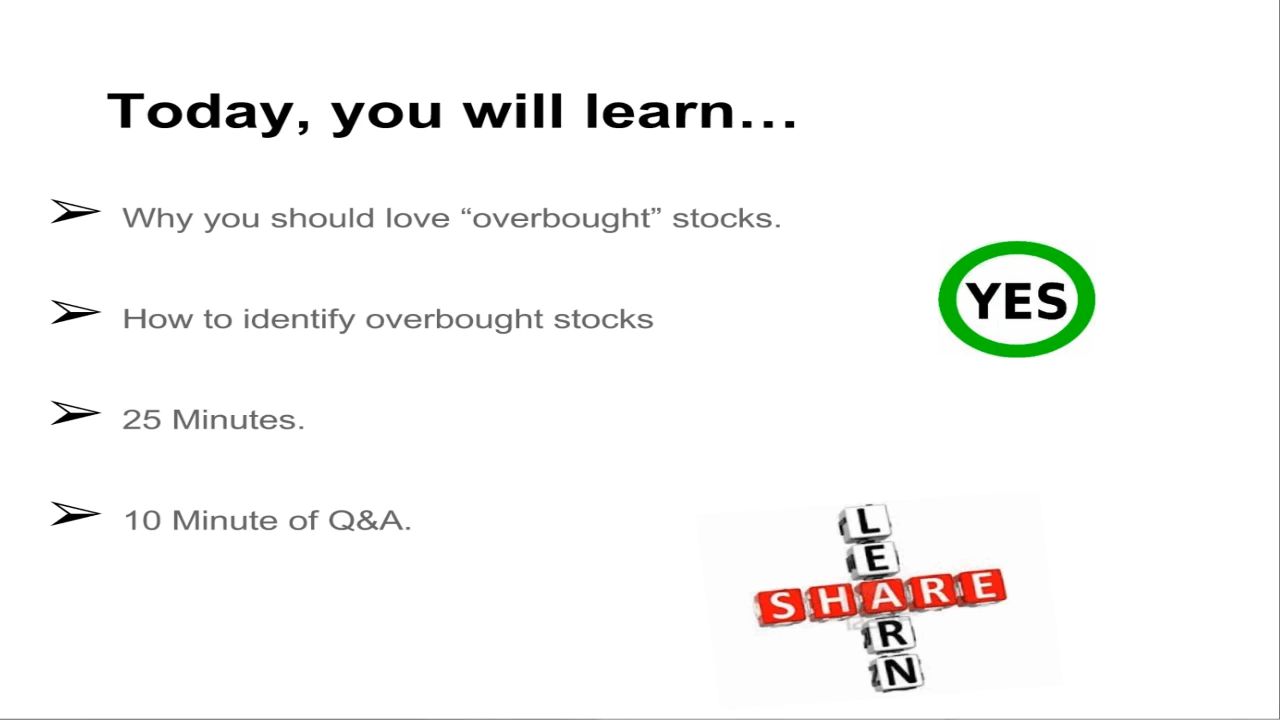 Today, you will learn…
Why you should love “overbought” stocks.
How to identify overbought stocks
YES
25 Minutes.
10 Minute of Q&A.
LEARN
SHARE